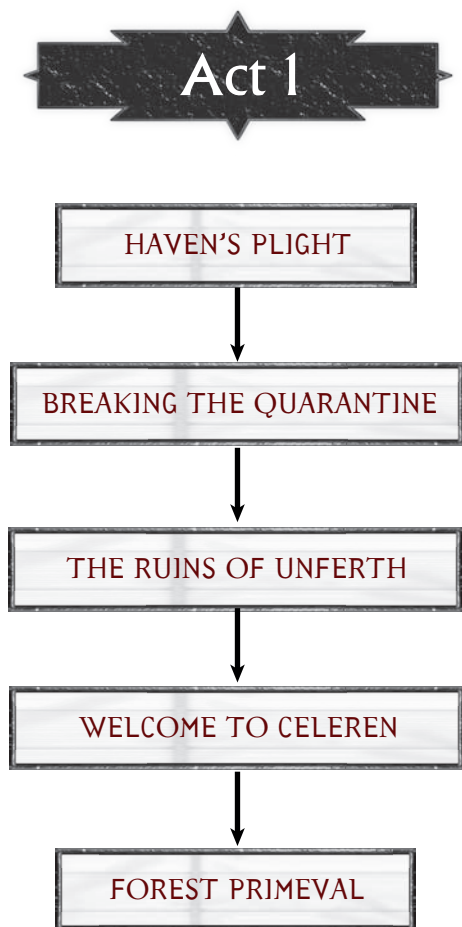 Act 1
HAVEN'S PLIGHT
BREAKING THE QUARANTINE
THE RUINS OF UNFERTH
WELCOME TO CELEREN
FOREST PRIMEVAL